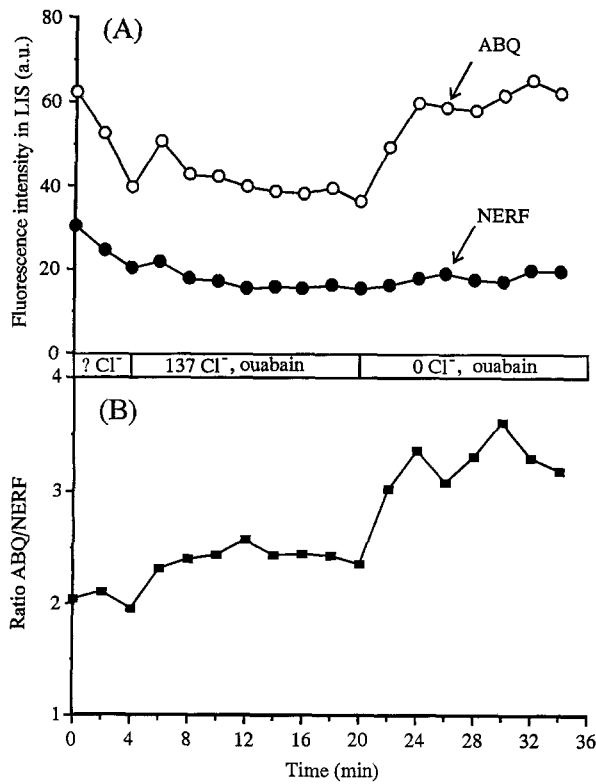 (A)
Fluorescence intensity in LIS (a.u.)
80
60
40
20
0
ABQ
NERF
? Cl⁻
137 Cl⁻, ouabain
0 Cl⁻, ouabain
(B)
Ratio ABQ/NERF
4
3
2
1
0 4 8 12 16 20 24 28 32 36
Time (min)